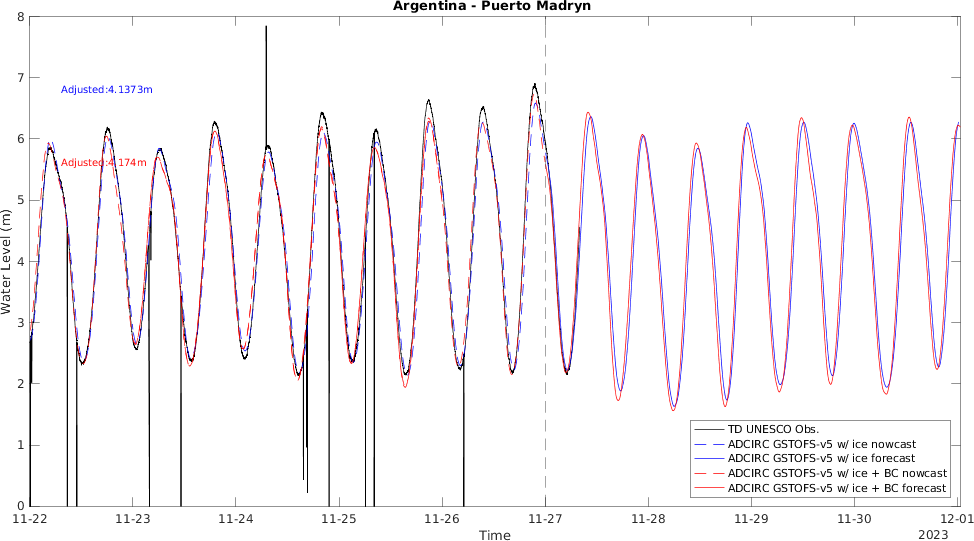 Argentina - Puerto Madryn
8
7
6
5
4
3
2
1
0
Water Level (m)
Adjusted:4.1373m
Adjusted:4.174m
TD UNESCO Obs.
ADCIRC GSTOFS-v5 w/ ice nowcast
ADCIRC GSTOFS-v5 w/ ice forecast
ADCIRC GSTOFS-v5 w/ ice + BC nowcast
ADCIRC GSTOFS-v5 w/ ice + BC forecast
11-22 11-23 11-24 11-25 11-26 11-27 11-28 11-29 11-30 12-01
Time
2023